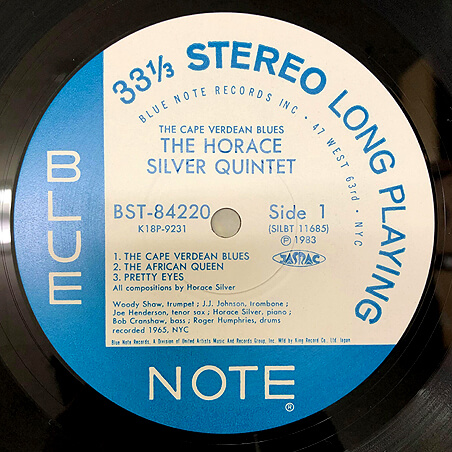 33⅓ STEREO LONG PLAYING
BLUE NOTE RECORDS INC • 47 WEST 63rd • NYC
THE CAPE VERDEAN BLUES
THE HORACE
SILVER QUINTET
BLUE
BST-84220 Side 1
K18P-9231 (SILBT 11685)
Ⓟ 1983
JASRAC
1. THE CAPE VERDEAN BLUES
2. THE AFRICAN QUEEN
3. PRETTY EYES
All compositions by Horace Silver
Woody Shaw, trumpet ; J.J. Johnson, trombone ;
Joe Henderson, tenor sax ; Horace Silver, piano ;
Bob Cranshaw, bass ; Roger Humphries, drums
recorded 1965, NYC
Blue Note Records. A Division of United Artists Music And Records Group, Inc. Mfd by King Record Co. Ltd. Japan
NOTE
®